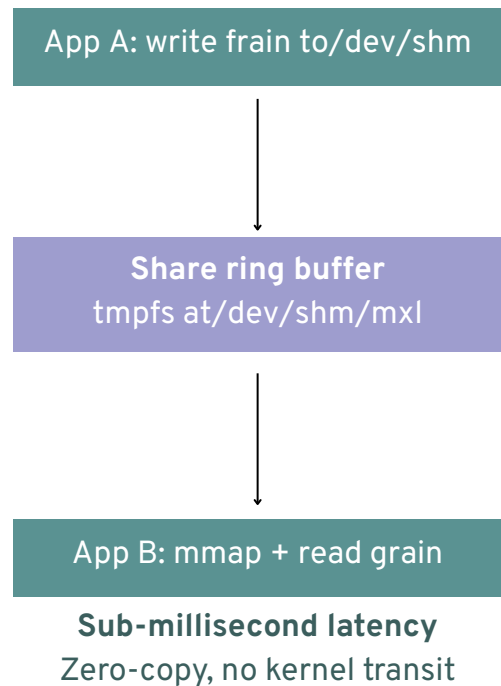 App A: write frain to/dev/shm
Share ring buffer
tmpfs at/dev/shm/mxl
App B: mmap + read grain
Sub-millisecond latency
Zero-copy, no kernel transit